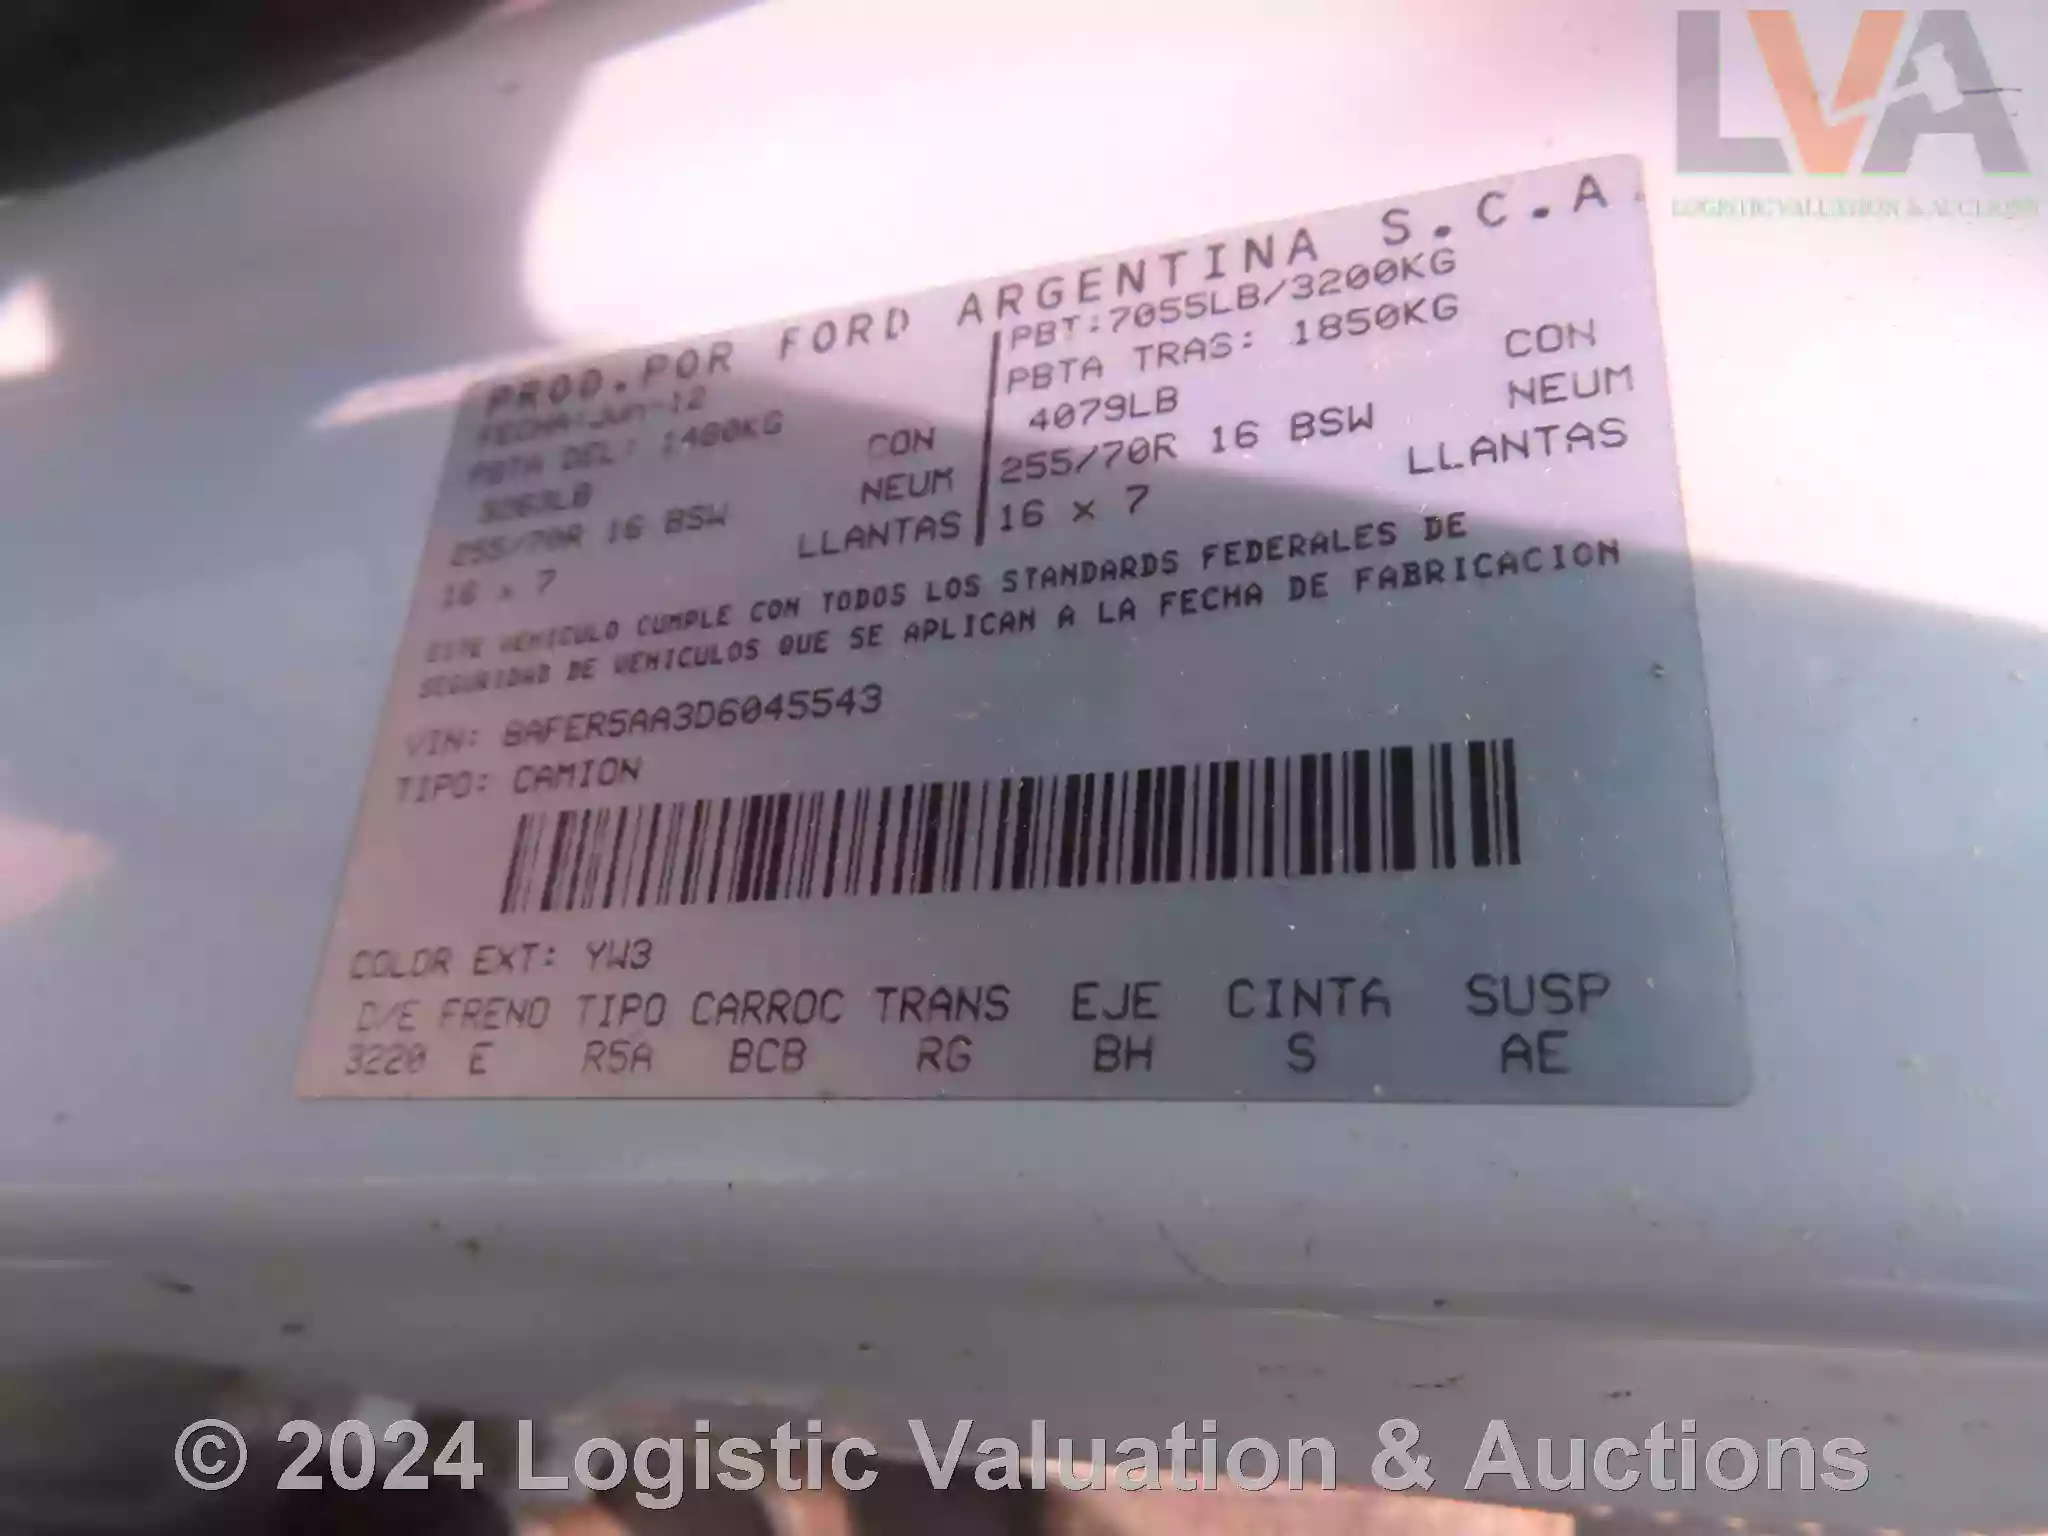 LVA
LOGISTIC VALUATION & AUCTIONS
PROD.POR FORD ARGENTINA S.C.A.
FECHA:Jun-12
PBTA DEL: 1480KG
CON
NEUM
LLANTAS
255/70R 16 BSW
16 x 7
PBT:7055LB/3200KG
PBTA TRAS: 1850KG
4079LB
CON
255/70R 16 BSW NEUM
16 x 7 LLANTAS
ESTE VEHICULO CUMPLE CON TODOS LOS STANDARDS FEDERALES DE
SEGURIDAD DE VEHICULOS QUE SE APLICAN A LA FECHA DE FABRICACION
VIN: 8AFER5AA3D6045543
TIPO: CAMION
COLOR EXT: YW3
D/E FRENO TIPO CARROC TRANS EJE CINTA SUSP
3220 E R5A BCB RG BH S AE
© 2024 Logistic Valuation & Auctions